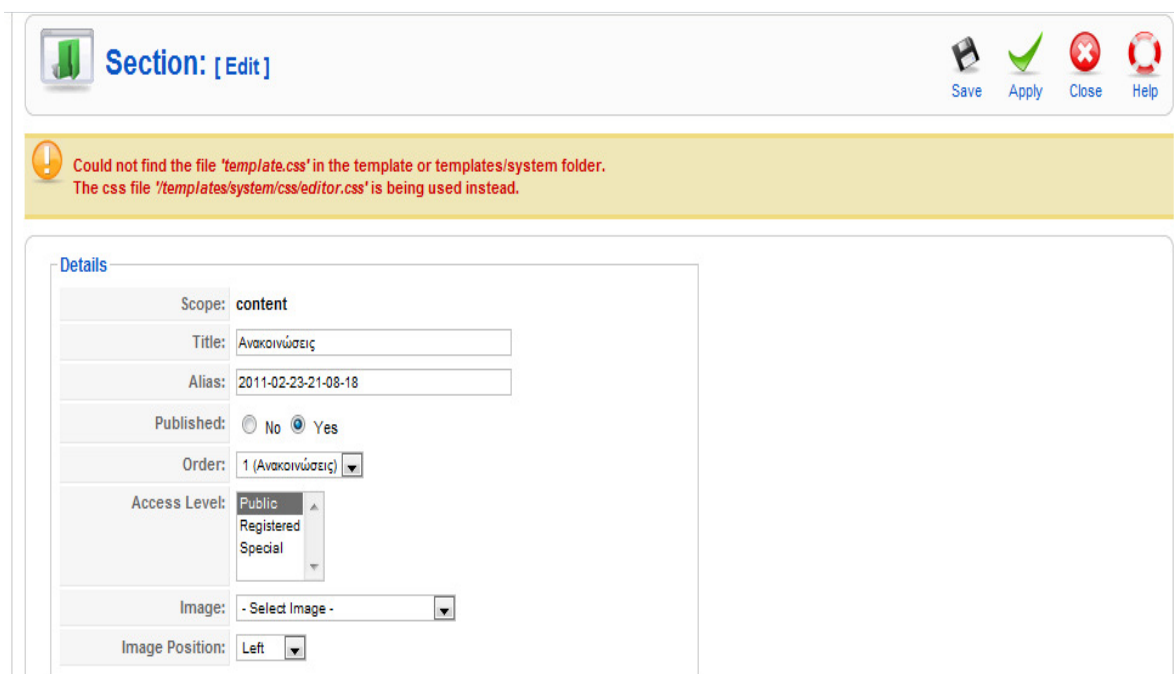 Section: [ Edit ]
Save Apply Close Help
Could not find the file 'template.css' in the template or templates/system folder.
The css file '/templates/system/css/editor.css' is being used instead.
Details
Scope: content
Title: Ανακοινώσεις
Alias: 2011-02-23-21-08-18
Published: No Yes
Order: 1 (Ανακοινώσεις)
Access Level: Public
Registered
Special
Image: - Select Image -
Image Position: Left